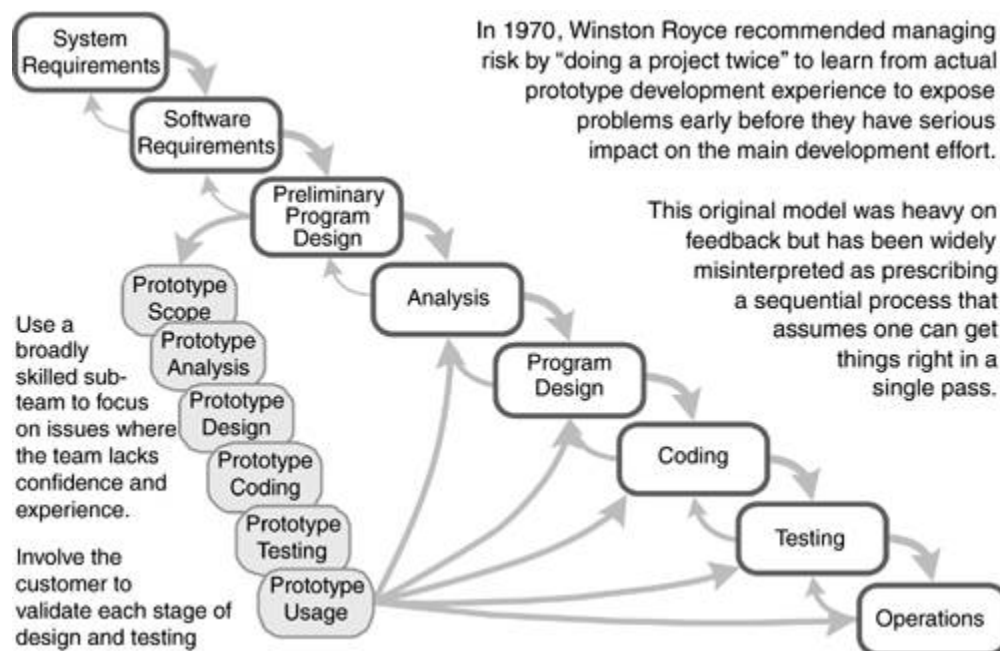 System
Requirements
In 1970, Winston Royce recommended managing
risk by “doing a project twice” to learn from actual
prototype development experience to expose
problems early before they have serious
impact on the main development effort.
Software
Requirements
Preliminary
Program
Design
This original model was heavy on
feedback but has been widely
misinterpreted as prescribing
a sequential process that
assumes one can get
things right in a
single pass.
Analysis
Program
Design
Coding
Testing
Operations
Prototype
Scope
Prototype
Analysis
Prototype
Design
Prototype
Coding
Prototype
Testing
Prototype
Usage
Use a
broadly
skilled sub-
team to focus
on issues where
the team lacks
confidence and
experience.
Involve the
customer to
validate each stage of
design and testing